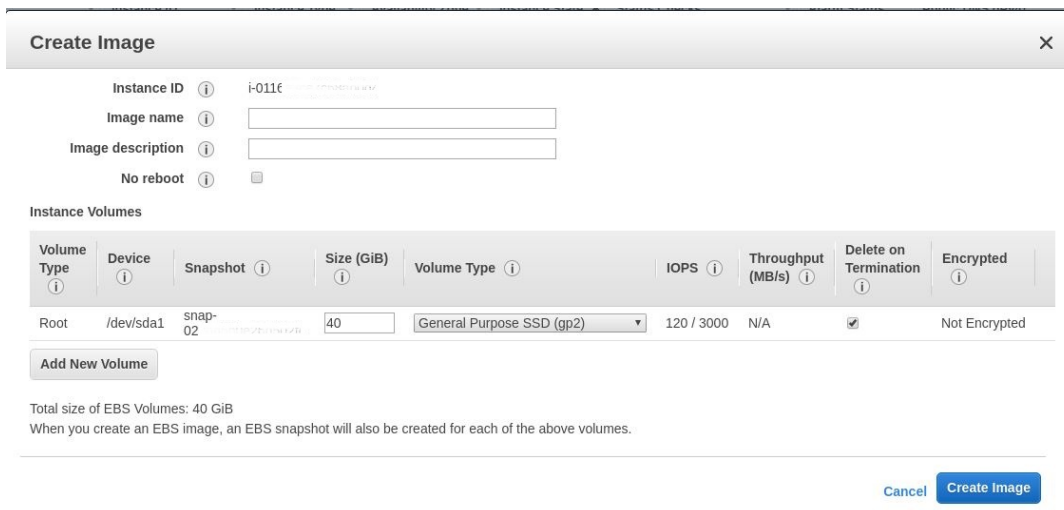 Create Image
Instance ID i-011
Image name
Image description
No reboot
Instance Volumes
Volume Type Device Snapshot Size (GiB) Volume Type IOPS Throughput (MB/s) Delete on Termination Encrypted
Root /dev/sda1 snap-02 40 General Purpose SSD (gp2) 120 / 3000 N/A Not Encrypted
Add New Volume
Total size of EBS Volumes: 40 GiB
When you create an EBS image, an EBS snapshot will also be created for each of the above volumes.
Cancel Create Image